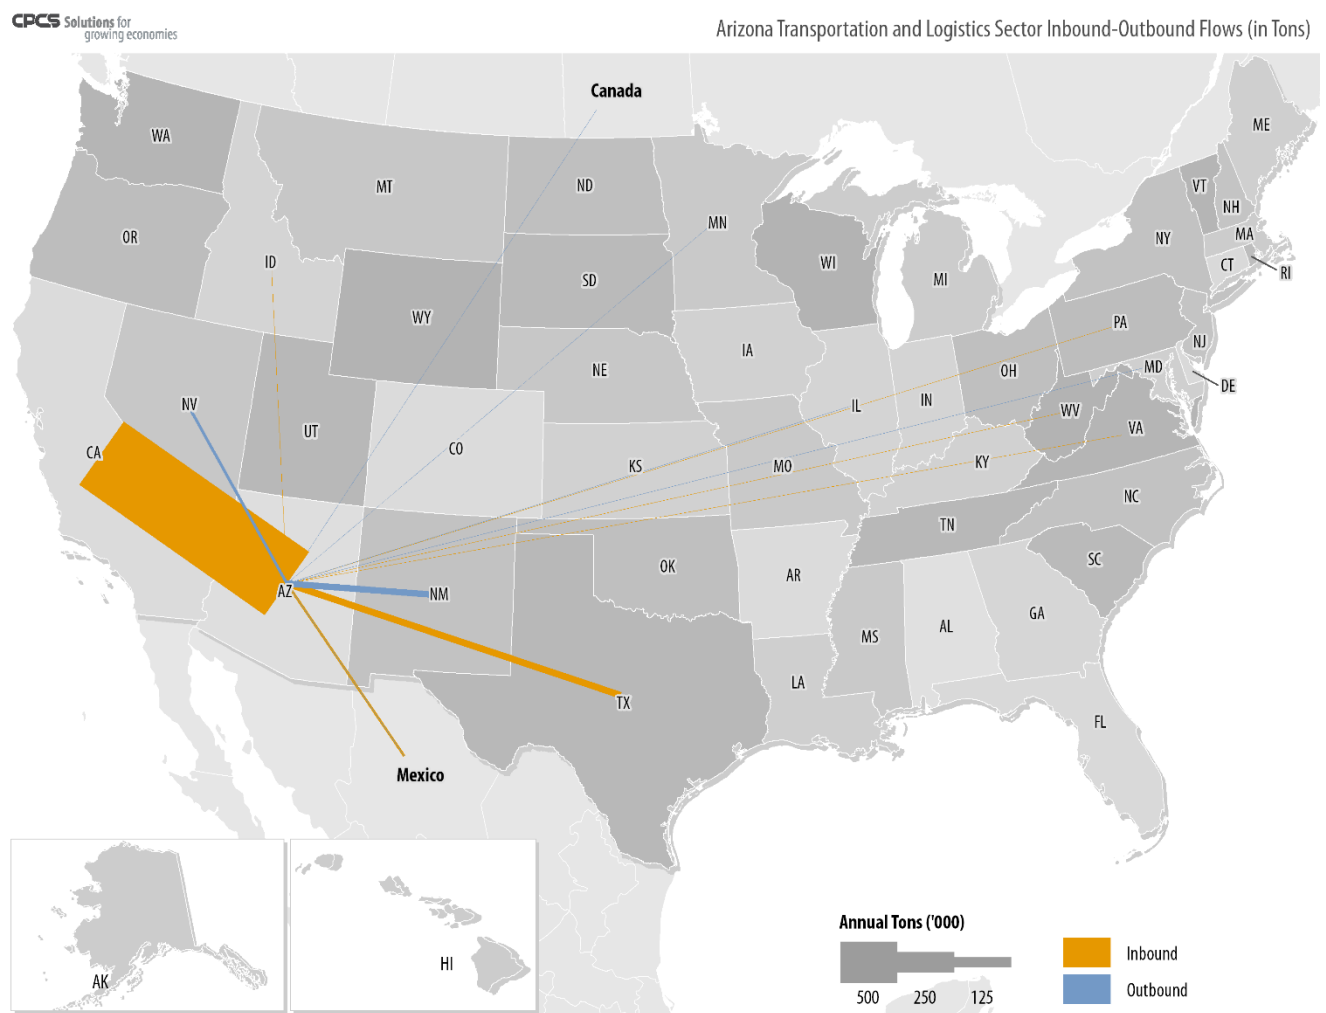 CPCS Solutions for
growing economies
Arizona Transportation and Logistics Sector Inbound-Outbound Flows (in Tons)
Canada
WA
MT
ND
MN
ME
VT
NH
OR
ID
SD
WI
MI
NY
MA
CT
RI
WY
NE
IA
PA
NJ
NV
UT
CO
KS
MO
IL
IN
OH
MD
DE
WV
VA
CA
KY
NC
TN
SC
AZ
NM
OK
AR
MS
AL
GA
TX
LA
FL
Mexico
AK
HI
Annual Tons ('000)
500 250 125
Inbound
Outbound